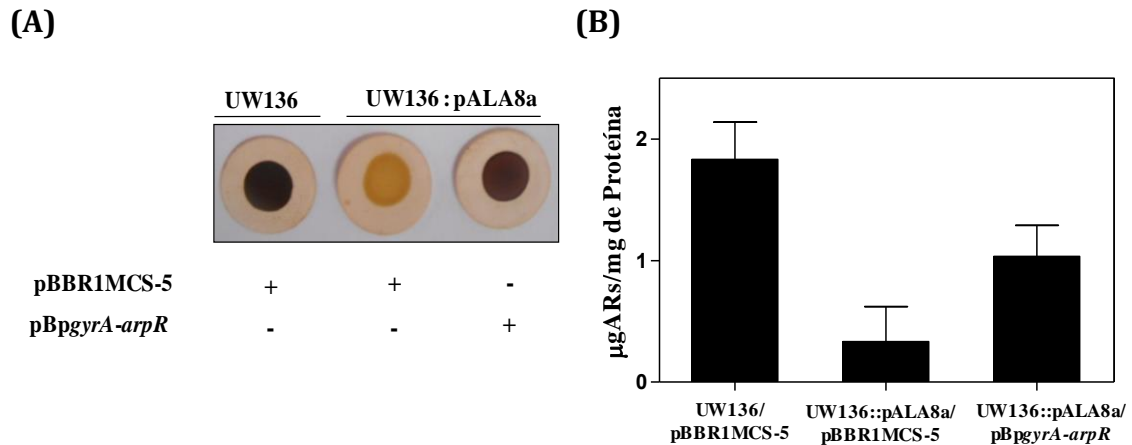 (A)
UW136 UW136:pALA8a
pBBR1MCS-5 + + -
pBpgyrA-arpR - - +
(B)
µgARs/mg de Proteína
2
1
0
UW136/
pBBR1MCS-5
UW136::pALA8a/
pBBR1MCS-5
UW136::pALA8a/
pBpgyrA-arpR